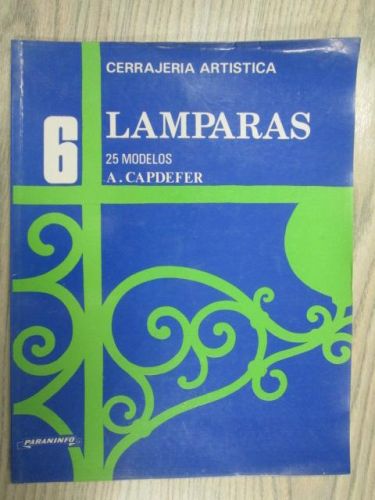 CERRAJERIA ARTISTICA
6
LAMPARAS
25 MODELOS
A. CAPDEFER
PARANINFO